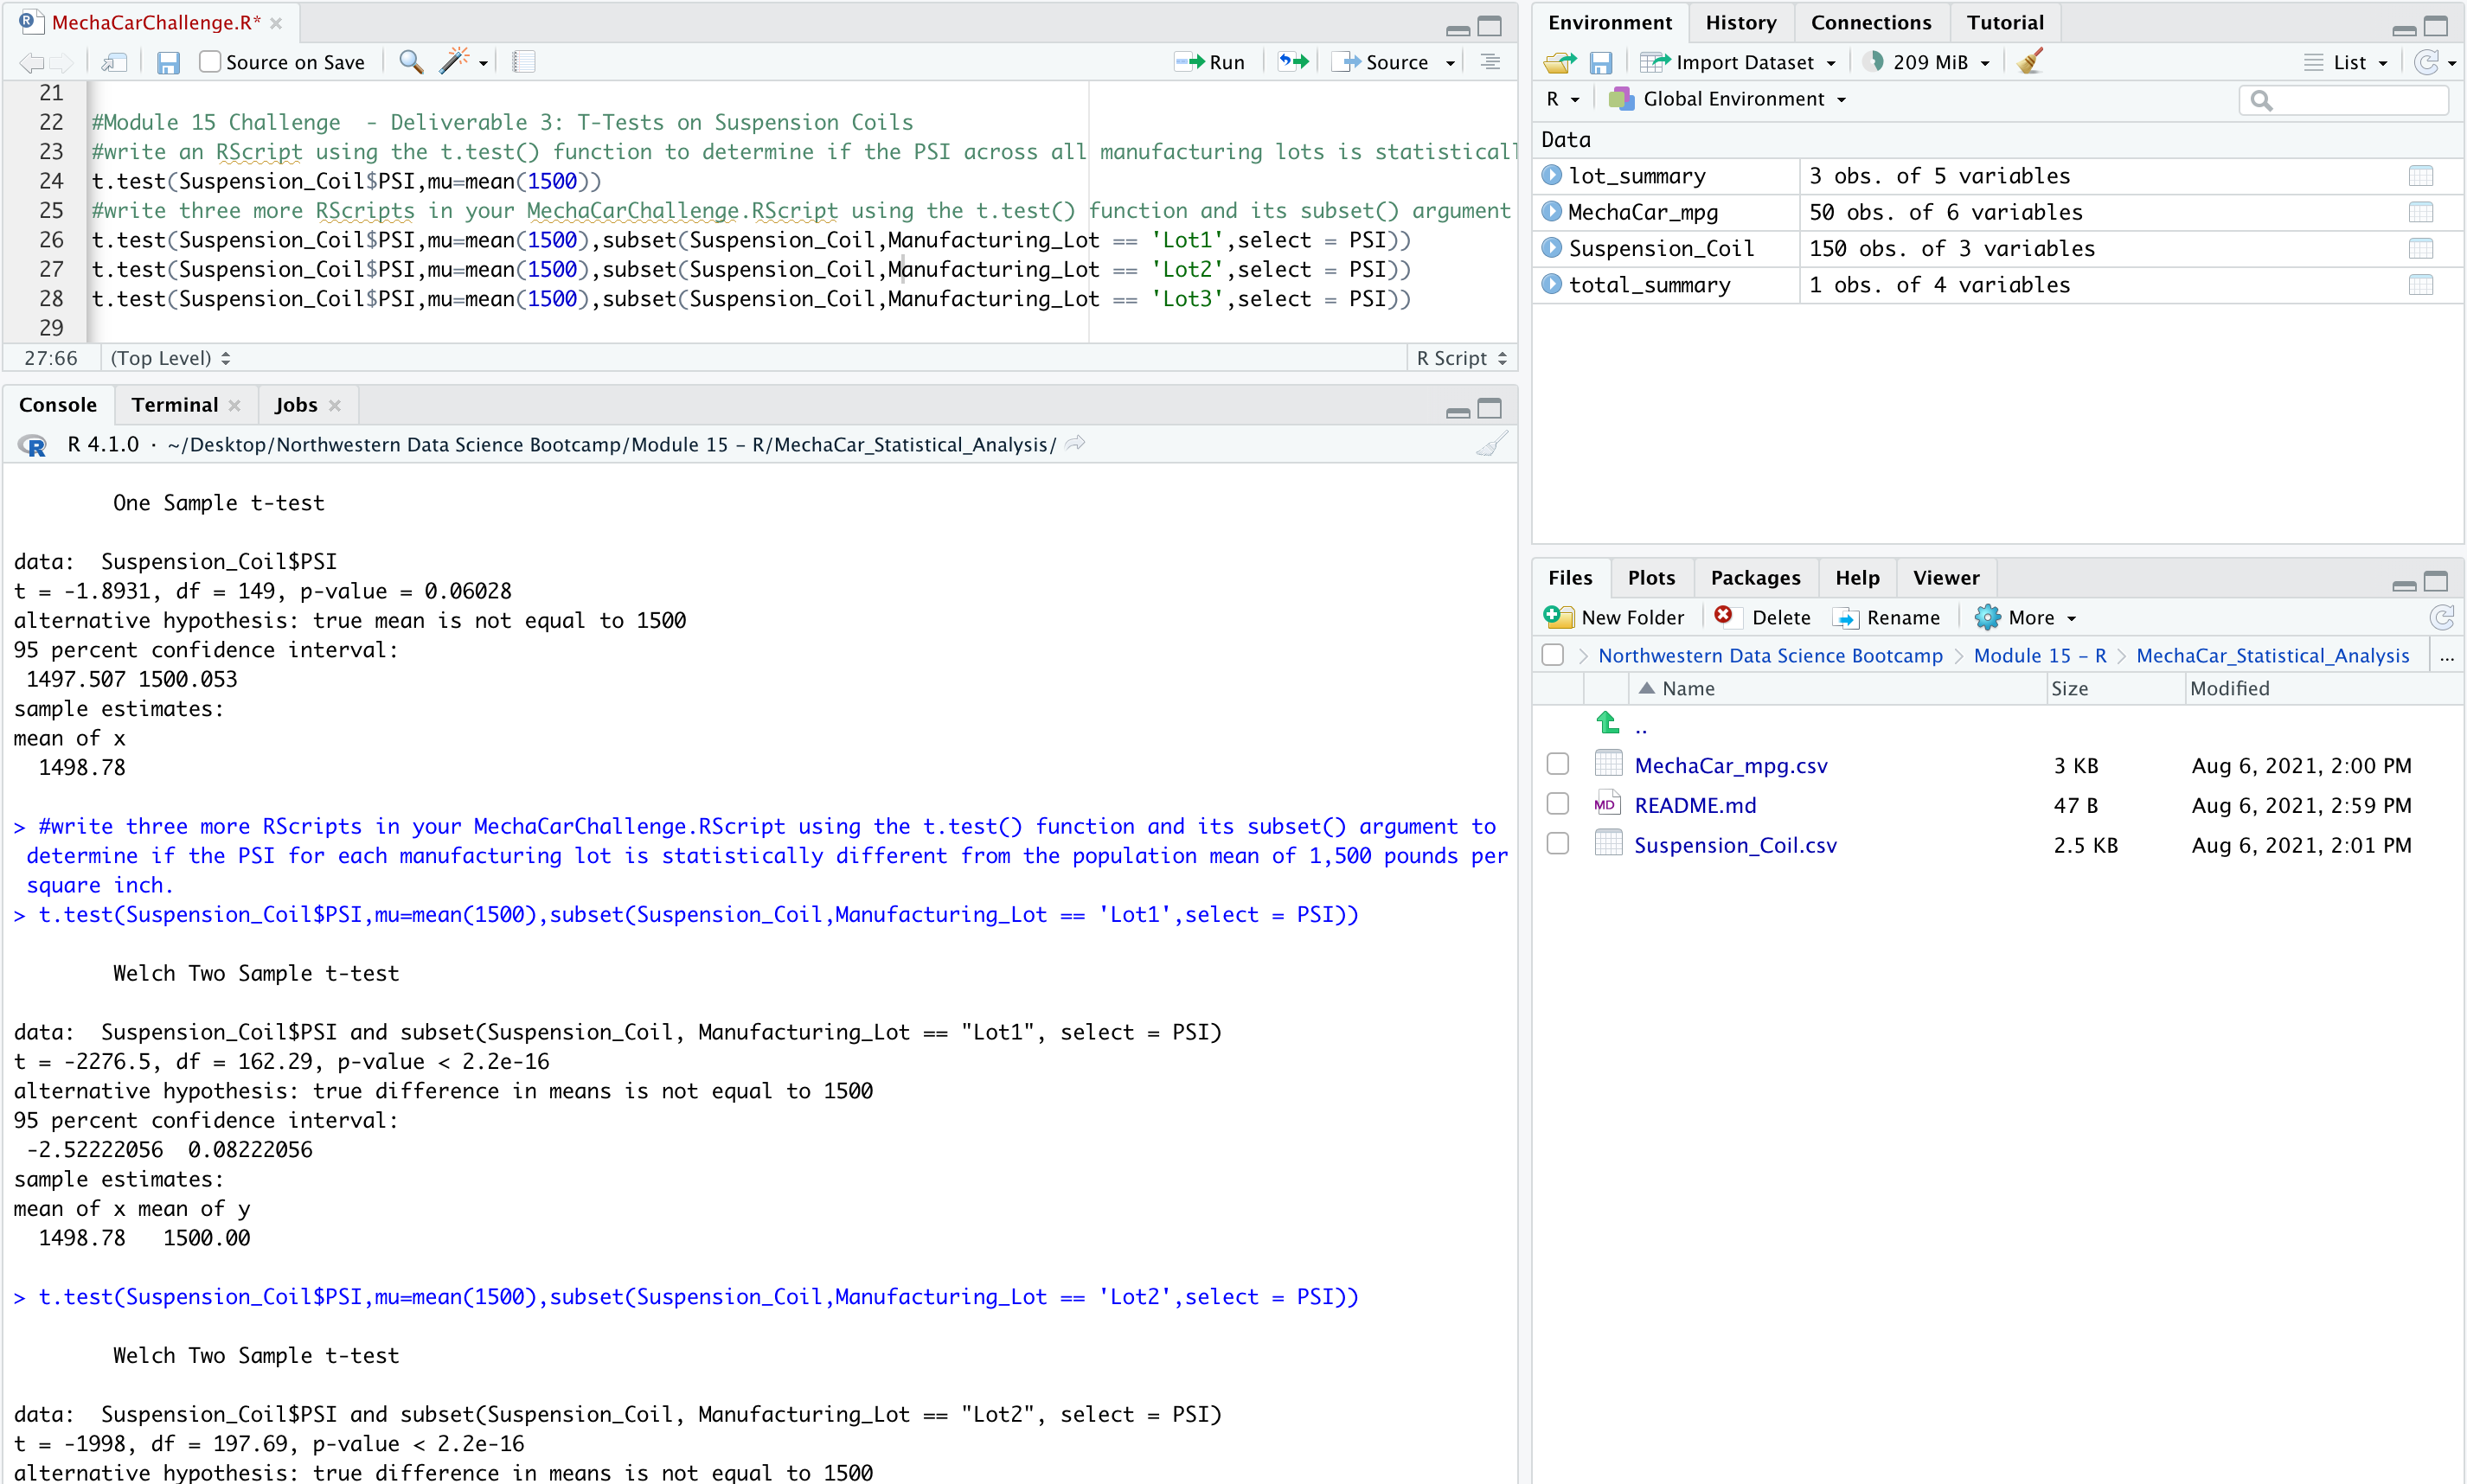 MechaCarChallenge.R*
Source on Save
Run
Source
21
22 #Module 15 Challenge  - Deliverable 3: T-Tests on Suspension Coils
23 #write an RScript using the t.test() function to determine if the PSI across all manufacturing lots is statistical
24 t.test(Suspension_Coil$PSI,mu=mean(1500))
25 #write three more RScripts in your MechaCarChallenge.RScript using the t.test() function and its subset() argument
26 t.test(Suspension_Coil$PSI,mu=mean(1500),subset(Suspension_Coil,Manufacturing_Lot == 'Lot1',select = PSI))
27 t.test(Suspension_Coil$PSI,mu=mean(1500),subset(Suspension_Coil,Manufacturing_Lot == 'Lot2',select = PSI))
28 t.test(Suspension_Coil$PSI,mu=mean(1500),subset(Suspension_Coil,Manufacturing_Lot == 'Lot3',select = PSI))
29
27:66 (Top Level) R Script
Console Terminal Jobs
R 4.1.0 · ~/Desktop/Northwestern Data Science Bootcamp/Module 15 - R/MechaCar_Statistical_Analysis/
One Sample t-test
data:  Suspension_Coil$PSI
t = -1.8931, df = 149, p-value = 0.06028
alternative hypothesis: true mean is not equal to 1500
95 percent confidence interval:
1497.507 1500.053
sample estimates:
mean of x
1498.78
> #write three more RScripts in your MechaCarChallenge.RScript using the t.test() function and its subset() argument to
determine if the PSI for each manufacturing lot is statistically different from the population mean of 1,500 pounds per
square inch.
> t.test(Suspension_Coil$PSI,mu=mean(1500),subset(Suspension_Coil,Manufacturing_Lot == 'Lot1',select = PSI))
Welch Two Sample t-test
data:  Suspension_Coil$PSI and subset(Suspension_Coil, Manufacturing_Lot == "Lot1", select = PSI)
t = -2276.5, df = 162.29, p-value < 2.2e-16
alternative hypothesis: true difference in means is not equal to 1500
95 percent confidence interval:
-2.52222056  0.08222056
sample estimates:
mean of x mean of y
1498.78   1500.00
> t.test(Suspension_Coil$PSI,mu=mean(1500),subset(Suspension_Coil,Manufacturing_Lot == 'Lot2',select = PSI))
Welch Two Sample t-test
data:  Suspension_Coil$PSI and subset(Suspension_Coil, Manufacturing_Lot == "Lot2", select = PSI)
t = -1998, df = 197.69, p-value < 2.2e-16
alternative hypothesis: true difference in means is not equal to 1500
Environment History Connections Tutorial
Import Dataset 209 MiB List
R Global Environment
Data
lot_summary 3 obs. of 5 variables
MechaCar_mpg 50 obs. of 6 variables
Suspension_Coil 150 obs. of 3 variables
total_summary 1 obs. of 4 variables
Files Plots Packages Help Viewer
New Folder Delete Rename More
Northwestern Data Science Bootcamp > Module 15 - R > MechaCar_Statistical_Analysis ...
Name Size Modified
..
MechaCar_mpg.csv 3 KB Aug 6, 2021, 2:00 PM
MD README.md 47 B Aug 6, 2021, 2:59 PM
Suspension_Coil.csv 2.5 KB Aug 6, 2021, 2:01 PM